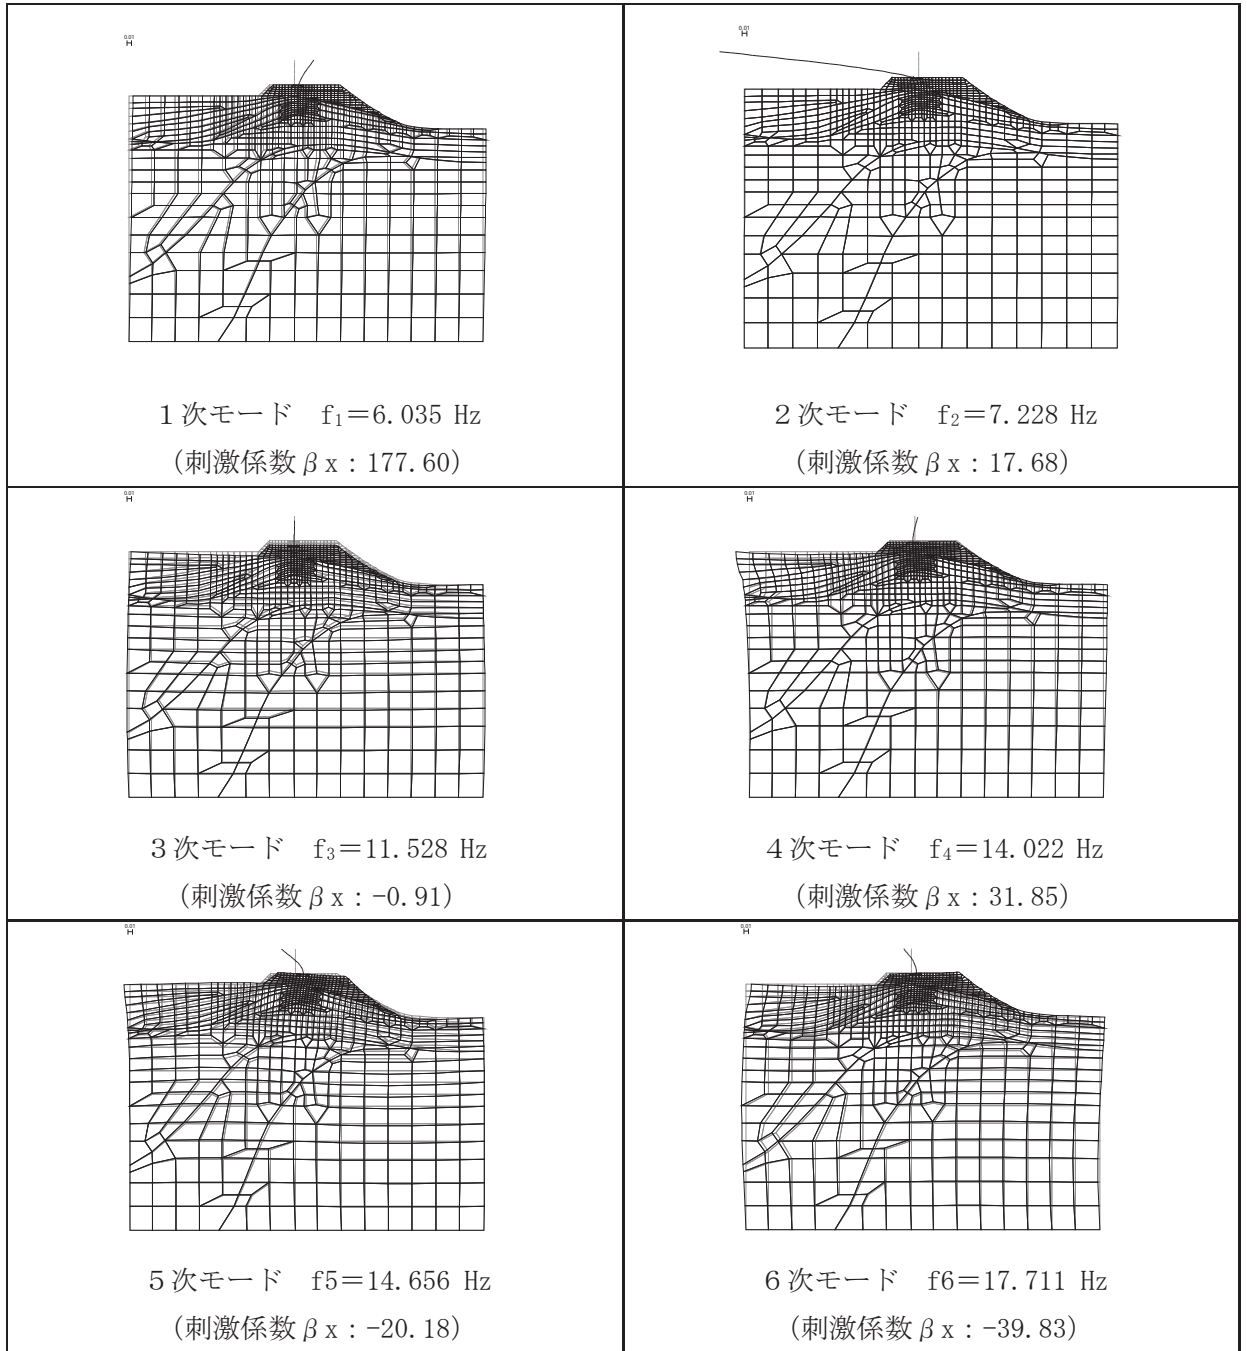 0.01
1次モード　f₁＝6.035 Hz
(刺激係数βx：177.60)
0.01
2次モード　f₂＝7.228 Hz
(刺激係数βx：17.68)
0.01
3次モード　f₃＝11.528 Hz
(刺激係数βx：-0.91)
0.01
4次モード　f₄＝14.022 Hz
(刺激係数βx：31.85)
0.01
5次モード　f5＝14.656 Hz
(刺激係数βx：-20.18)
0.01
6次モード　f6＝17.711 Hz
(刺激係数βx：-39.83)